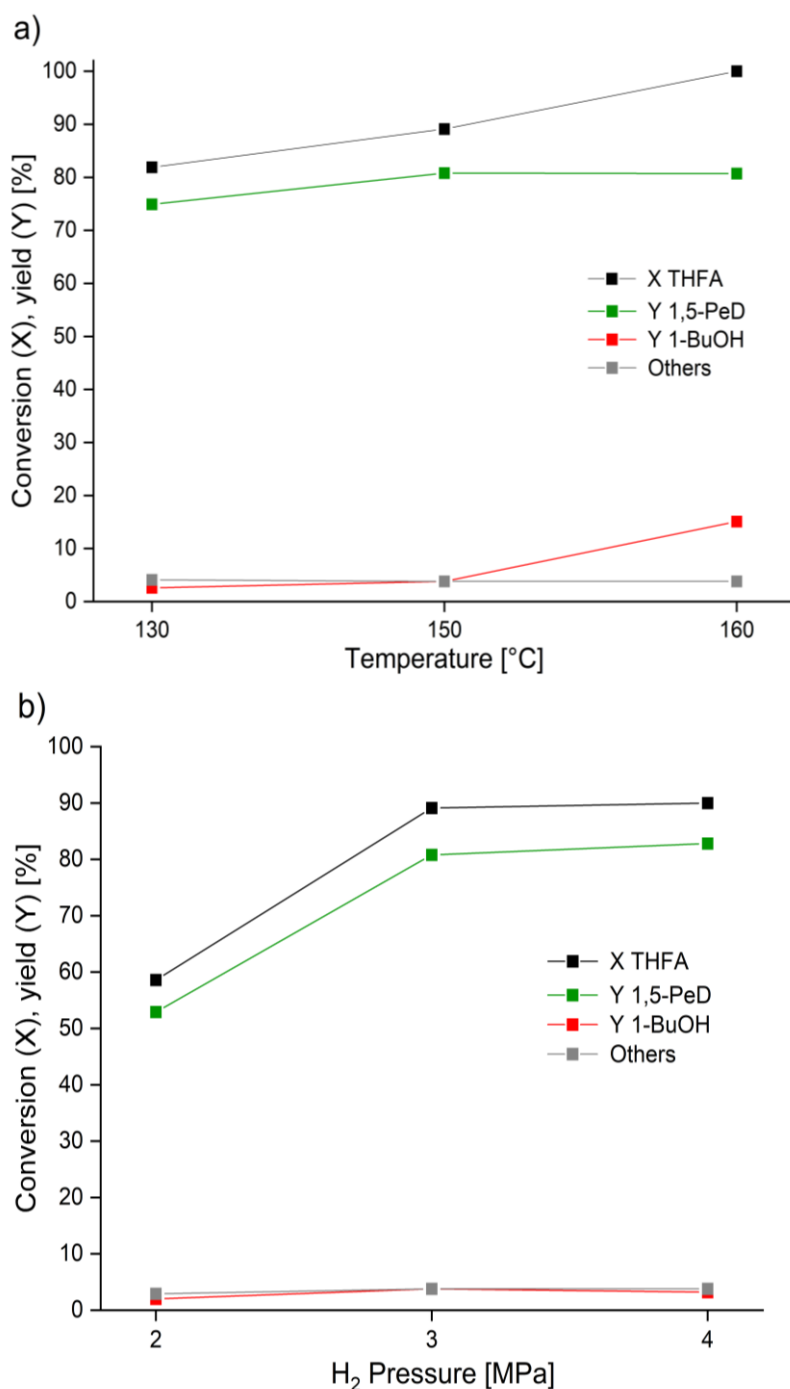 a)
Conversion (X), yield (Y) [%]
100
90
80
70
60
50
40
30
20
10
0
X THFA
Y 1,5-PeD
Y 1-BuOH
Others
130
150
160
Temperature [°C]
b)
Conversion (X), yield (Y) [%]
100
90
80
70
60
50
40
30
20
10
0
X THFA
Y 1,5-PeD
Y 1-BuOH
Others
2
3
4
H₂ Pressure [MPa]